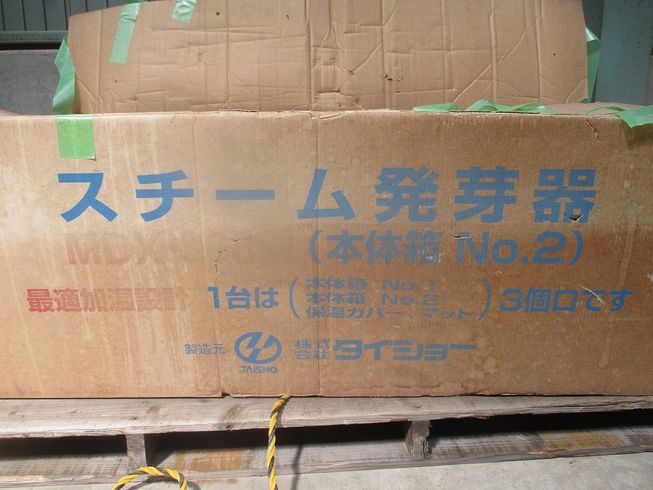 スチーム発芽器
(本体箱 No.2)
最適加温設計 1台は(本体箱 No.1
本体箱 No.2
保温カバー、マット)3個口です
製造元 TAISHO 株式会社 タイショー